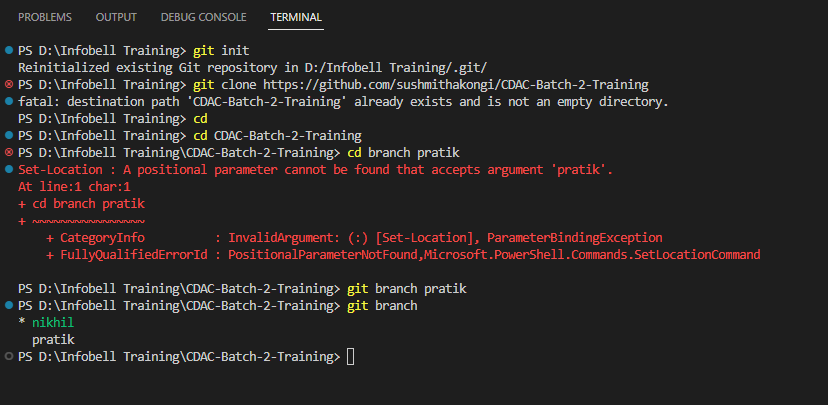 PROBLEMS OUTPUT DEBUG CONSOLE TERMINAL
PS D:\Infobell Training> git init
Reinitialized existing Git repository in D:/Infobell Training/.git/
PS D:\Infobell Training> git clone https://github.com/sushmithakongi/CDAC-Batch-2-Training
fatal: destination path 'CDAC-Batch-2-Training' already exists and is not an empty directory.
PS D:\Infobell Training> cd
PS D:\Infobell Training> cd CDAC-Batch-2-Training
PS D:\Infobell Training\CDAC-Batch-2-Training> cd branch pratik
Set-Location : A positional parameter cannot be found that accepts argument 'pratik'.
At line:1 char:1
+ cd branch pratik
+ ~~~~~~~~~~~~~~~~
    + CategoryInfo          : InvalidArgument: (:) [Set-Location], ParameterBindingException
    + FullyQualifiedErrorId : PositionalParameterNotFound,Microsoft.PowerShell.Commands.SetLocationCommand
PS D:\Infobell Training\CDAC-Batch-2-Training> git branch pratik
PS D:\Infobell Training\CDAC-Batch-2-Training> git branch
* nikhil
  pratik
PS D:\Infobell Training\CDAC-Batch-2-Training>